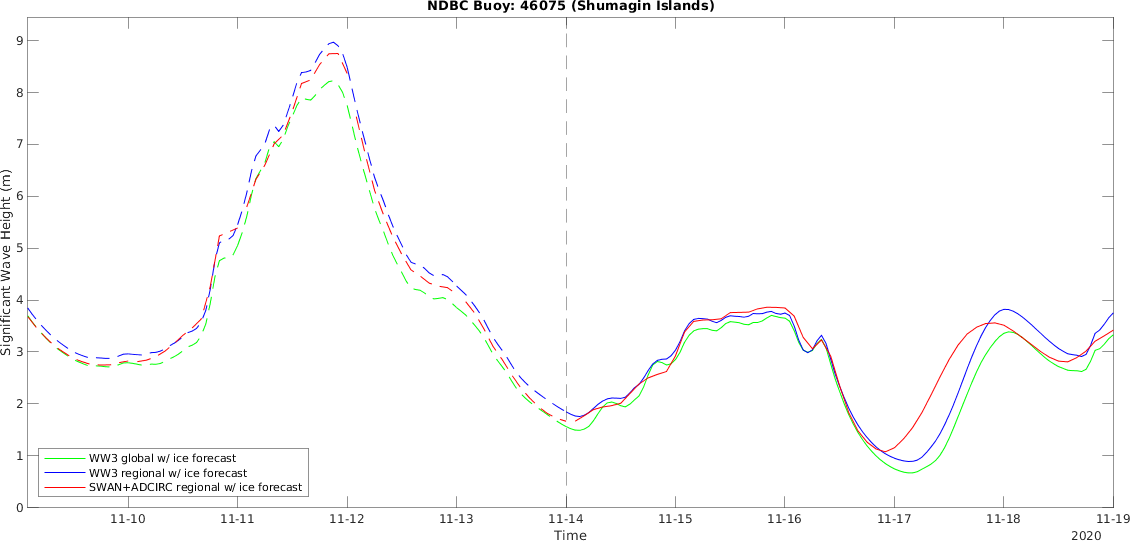 NDBC Buoy: 46075 (Shumagin Islands)
Significant Wave Height (m)
9
8
7
6
5
4
3
2
1
0
WW3 global w/ ice forecast
WW3 regional w/ ice forecast
SWAN+ADCIRC regional w/ ice forecast
11-10 11-11 11-12 11-13 11-14 11-15 11-16 11-17 11-18 11-19
Time
2020